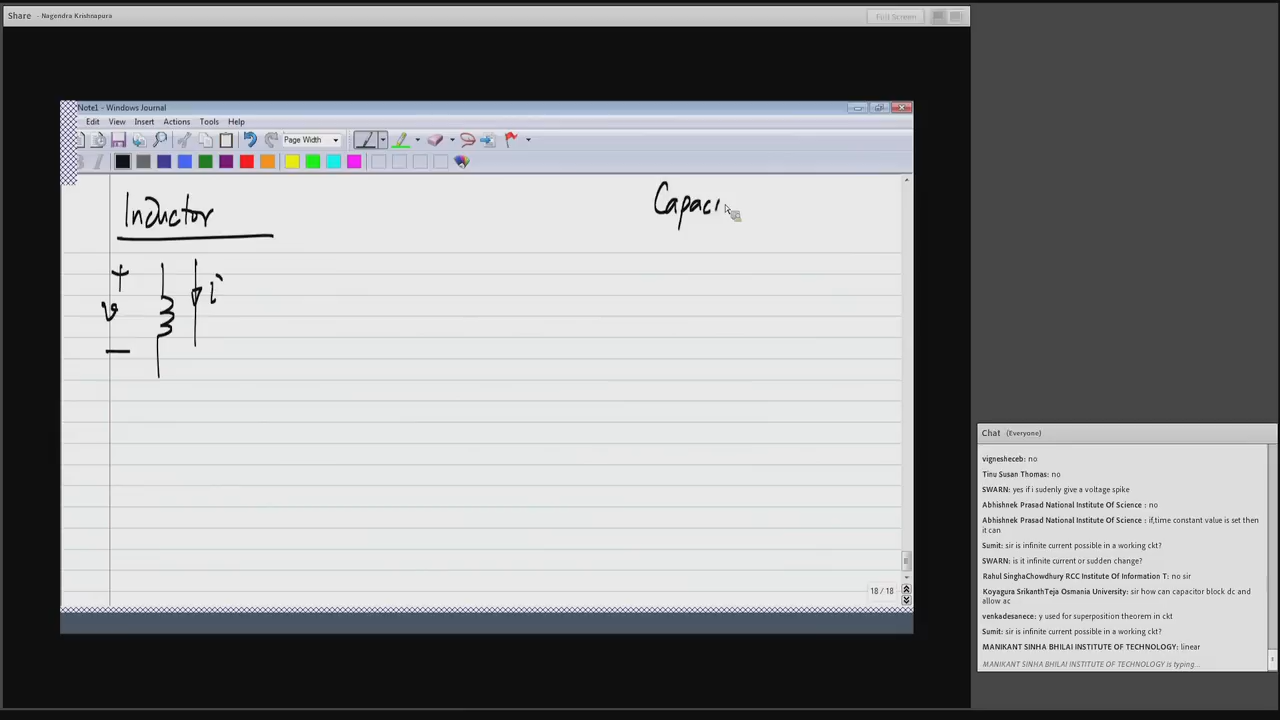 Share - Nagendra Krishnapura
Full Screen
Note1 - Windows Journal
Edit View Insert Actions Tools Help
Page Width
Inductor
Capaci
+
v
i
–
18 / 18
Chat (Everyone)
vignesheceb: no
Tinu Susan Thomas: no
SWARN: yes if i sudenly give a voltage spike
Abhishnek Prasad National Institute Of Science : no
Abhishnek Prasad National Institute Of Science : if,time constant value is set then
it can
Sumit: sir is infinite current possible in a working ckt?
SWARN: is it infinite current or sudden change?
Rahul SinghaChowdhury RCC Institute Of Information T: no sir
Koyagura SrikanthTeja Osmania University: sir how can capacitor block dc and
allow ac
venkadesanece: y used for superposition theorem in ckt
Sumit: sir is infinite current possible in a working ckt?
MANIKANT SINHA BHILAI INSTITUTE OF TECHNOLOGY: linear
MANIKANT SINHA BHILAI INSTITUTE OF TECHNOLOGY is typing...